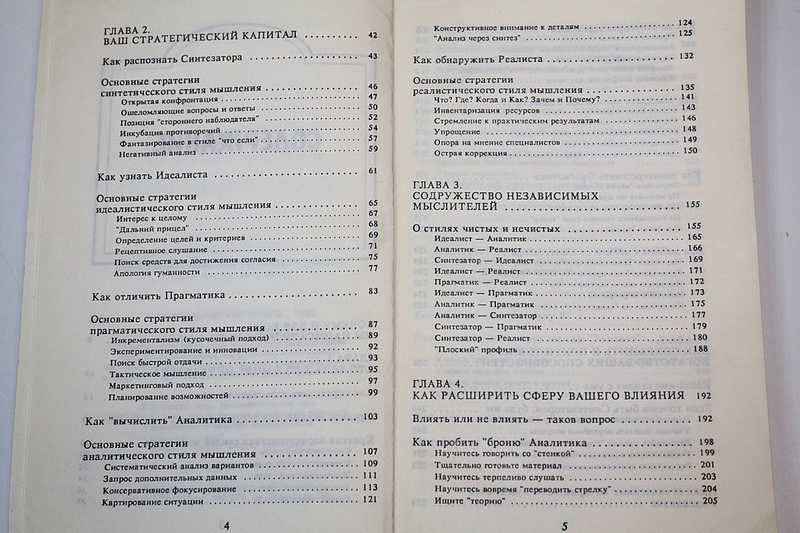 ГЛАВА 2.
ВАШ СТРАТЕГИЧЕСКИЙ КАПИТАЛ ......... 42
Как распознать Синтезатора ................ 43
Основные стратегии
синтетического стиля мышления ............. 46
Открытая конфронтация ..................... 47
Ошеломляющие вопросы и ответы ............. 50
Позиция "стороннего наблюдателя" .......... 52
Инкубация противоречий .................... 54
Фантазирование в стиле "что если" ......... 57
Негативный анализ ......................... 59
Как узнать Идеалиста ...................... 61
Основные стратегии
идеалистического стиля мышления ........... 65
Интерес к целому .......................... 67
"Дальний прицел" .......................... 68
Определение целей и критериев ............. 69
Рецептивное слушание ...................... 71
Поиск средств для достижения согласия ..... 75
Апология гуманности ....................... 77
Как отличить Прагматика ................... 83
Основные стратегии
прагматического стиля мышления ............ 87
Инкрементализм (кусочечный подход) ........ 89
Экспериментирование и инновации ........... 92
Поиск быстрой отдачи ...................... 93
Тактическое мышление ...................... 95
Маркетинговый подход ...................... 97
Планирование возможностей ................. 99
Как "вычислить" Аналитика ................. 103
Основные стратегии
аналитического стиля мышления ............. 107
Систематический анализ вариантов .......... 109
Запрос дополнительных данных .............. 111
Консервативное фокусирование .............. 113
Картирование ситуации ..................... 121
4
Конструктивное внимание к деталям ......... 124
"Анализ через синтез" ..................... 125
Как обнаружить Реалиста ................... 132
Основные стратегии
реалистического стиля мышления ............ 135
Что? Где? Когда и Как? Зачем и Почему? .... 141
Инвентаризация ресурсов ................... 143
Стремление к практическим результатам ..... 146
Упрощение ................................. 148
Опора на мнение специалистов .............. 149
Острая коррекция .......................... 150
ГЛАВА 3.
СОДРУЖЕСТВО НЕЗАВИСИМЫХ
МЫСЛИТЕЛЕЙ ................................ 155
О стилях чистых и нечистых ................ 155
Идеалист — Аналитик ....................... 165
Аналитик — Реалист ........................ 166
Синтезатор — Идеалист ..................... 169
Идеалист — Реалист ........................ 171
Прагматик — Реалист ....................... 172
Идеалист — Прагматик ...................... 173
Аналитик — Прагматик ...................... 175
Аналитик — Синтезатор ..................... 177
Синтезатор — Прагматик .................... 179
Синтезатор — Реалист ...................... 180
"Плоский" профиль ......................... 188
ГЛАВА 4.
КАК РАСШИРИТЬ СФЕРУ ВАШЕГО ВЛИЯНИЯ 192
Влиять или не влиять — таков вопрос ....... 192
Как пробить "броню" Аналитика ............. 198
Научитесь говорить со "стенкой" ........... 199
Тщательно готовьте материал ............... 201
Научитесь терпеливо слушать ............... 203
Научитесь вовремя "переводить стрелку" .... 204
Ищите "теорию" ............................ 205
5